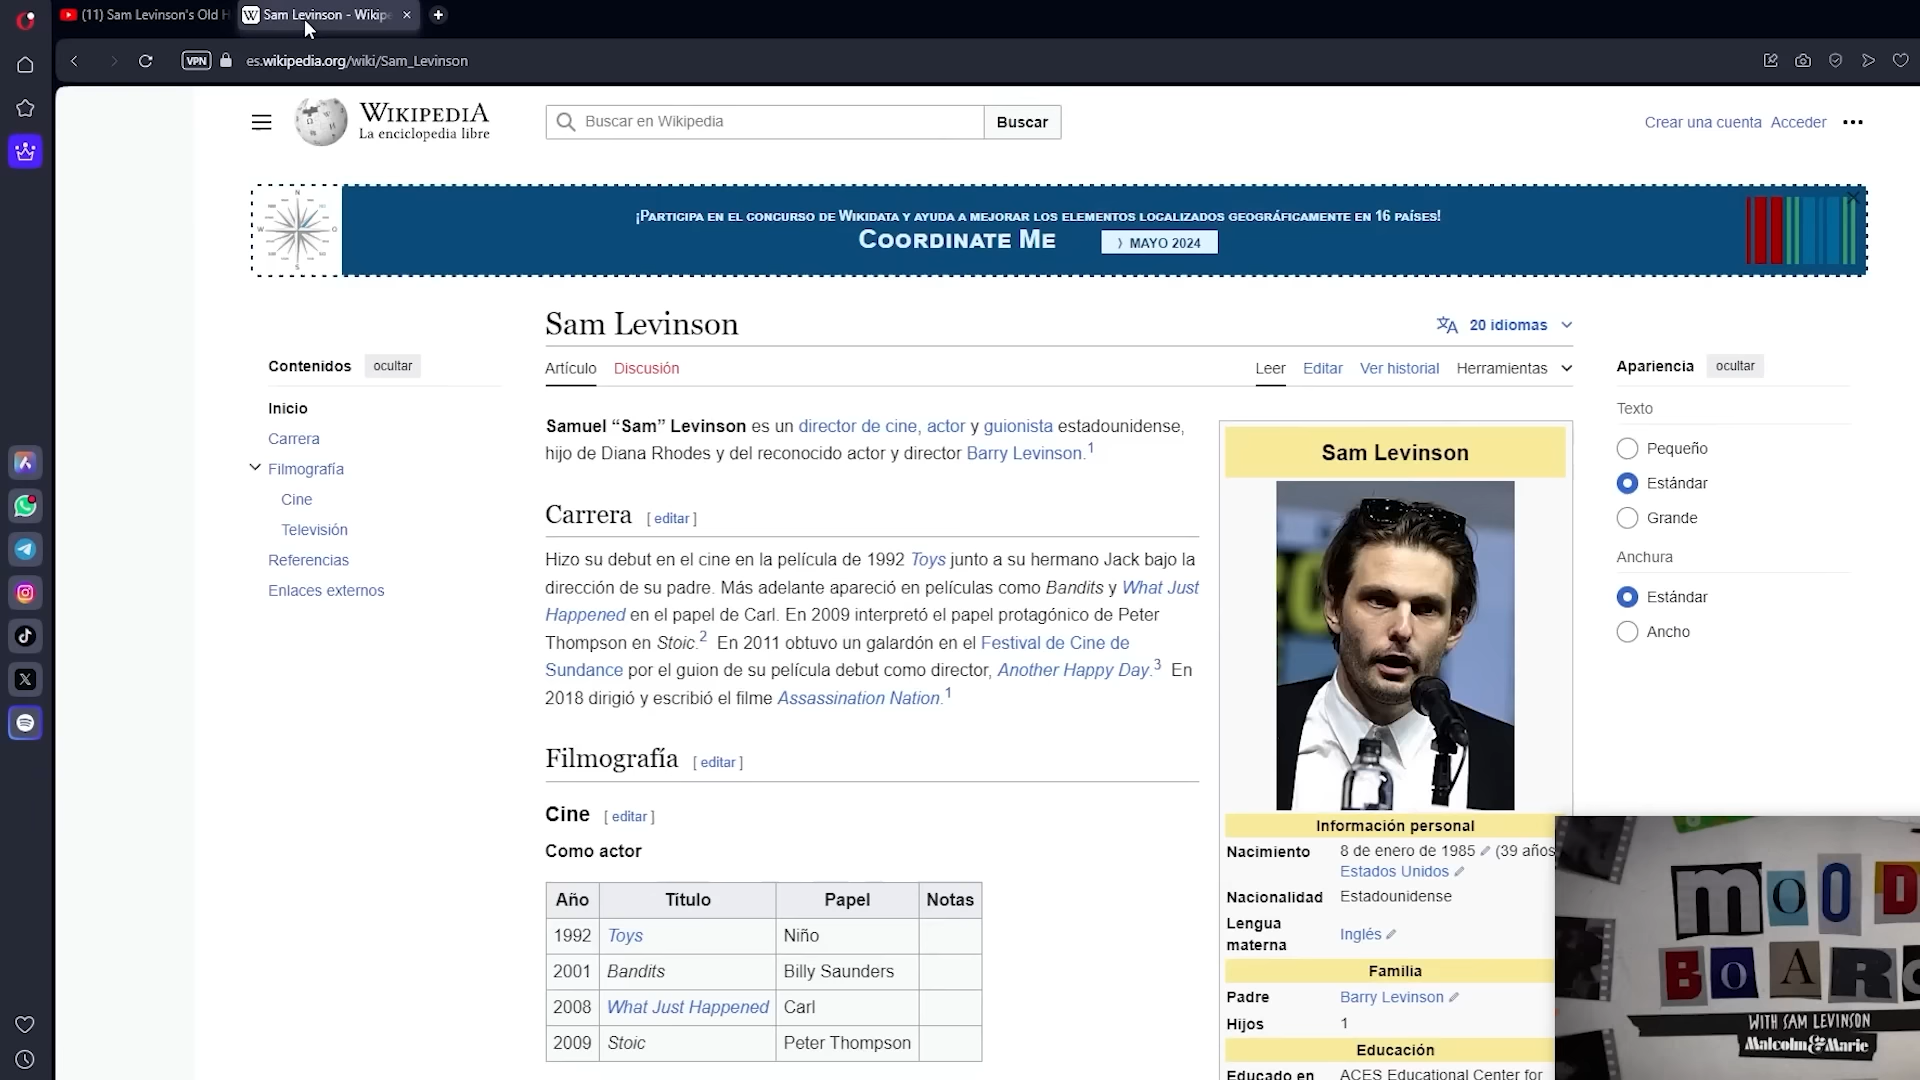 (11) Sam Levinson's Old H
Sam Levinson - Wikipe
VPN
es.wikipedia.org/wiki/Sam_Levinson
WIKIPEDIA
La enciclopedia libre
Buscar en Wikipedia
Buscar
Crear una cuenta Acceder
¡Participa en el concurso de Wikidata y ayuda a mejorar los elementos localizados geográficamente en 16 países!
Coordinate Me
⟩ MAYO 2024
Sam Levinson
20 idiomas
Contenidos ocultar
Inicio
Carrera
Filmografía
Cine
Televisión
Referencias
Enlaces externos
Artículo Discusión
Leer Editar Ver historial Herramientas
Samuel “Sam” Levinson es un director de cine, actor y guionista estadounidense,
hijo de Diana Rhodes y del reconocido actor y director Barry Levinson.1
Carrera [ editar ]
Hizo su debut en el cine en la película de 1992 Toys junto a su hermano Jack bajo la
dirección de su padre. Más adelante apareció en películas como Bandits y What Just
Happened en el papel de Carl. En 2009 interpretó el papel protagónico de Peter
Thompson en Stoic.2 En 2011 obtuvo un galardón en el Festival de Cine de
Sundance por el guion de su película debut como director, Another Happy Day.3 En
2018 dirigió y escribió el filme Assassination Nation.1
Filmografía [ editar ]
Cine [ editar ]
Como actor
Año Título Papel Notas
1992 Toys Niño
2001 Bandits Billy Saunders
2008 What Just Happened Carl
2009 Stoic Peter Thompson
Sam Levinson
Información personal
Nacimiento 8 de enero de 1985 (39 años
Estados Unidos
Nacionalidad Estadounidense
Lengua
materna
Inglés
Familia
Padre Barry Levinson
Hijos 1
Educación
Educado en ACES Educational Center for
Apariencia ocultar
Texto
Pequeño
Estándar
Grande
Anchura
Estándar
Ancho
mOOD
BOARD
WITH SAM LEVINSON
Malcolm & Marie